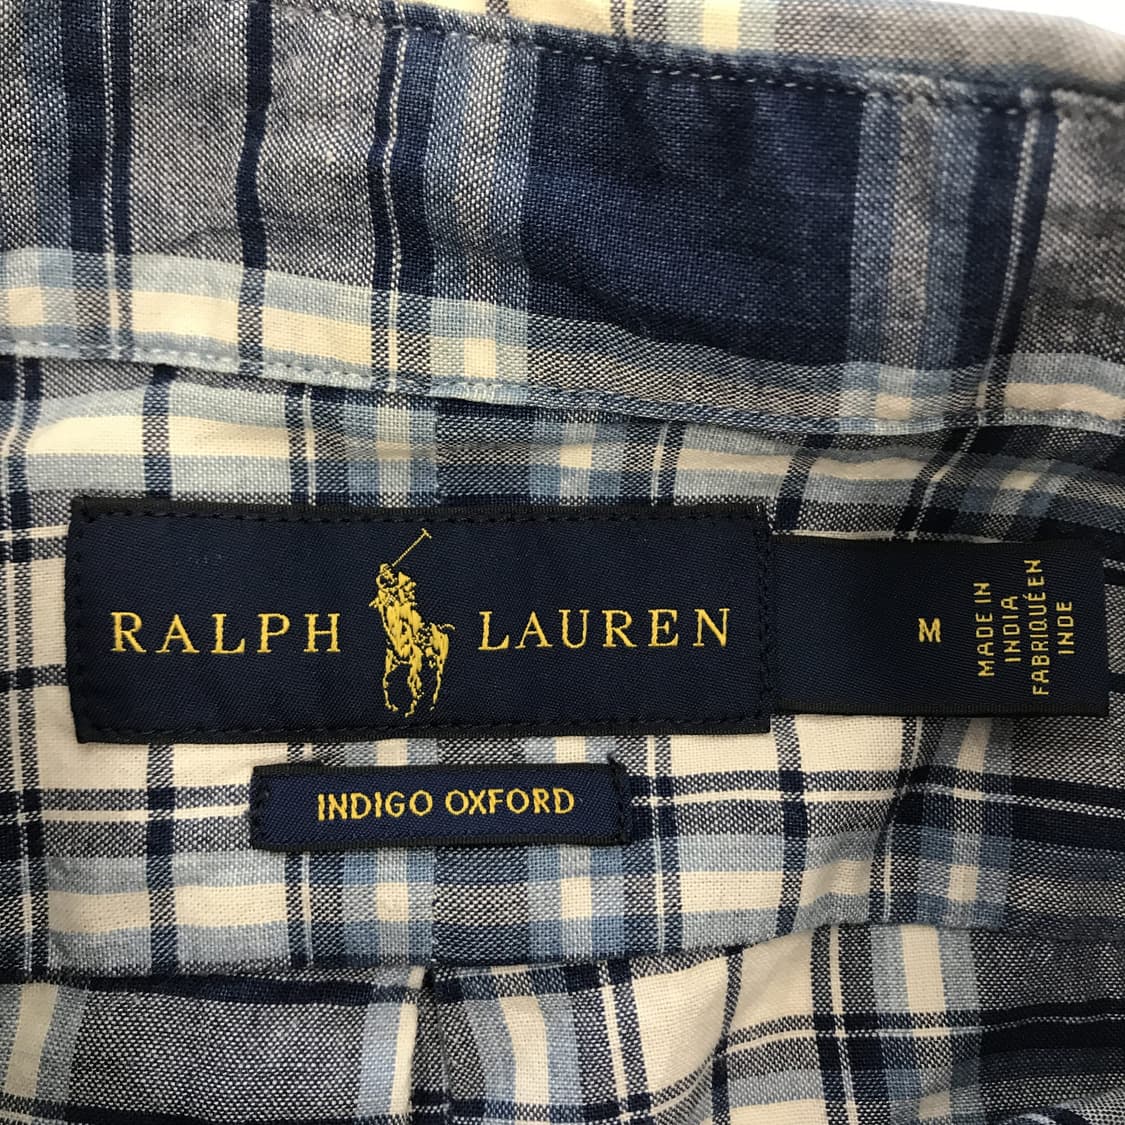 RALPH LAUREN
M
MADE IN
INDIA
FABRIQUÉ EN
INDE
INDIGO OXFORD